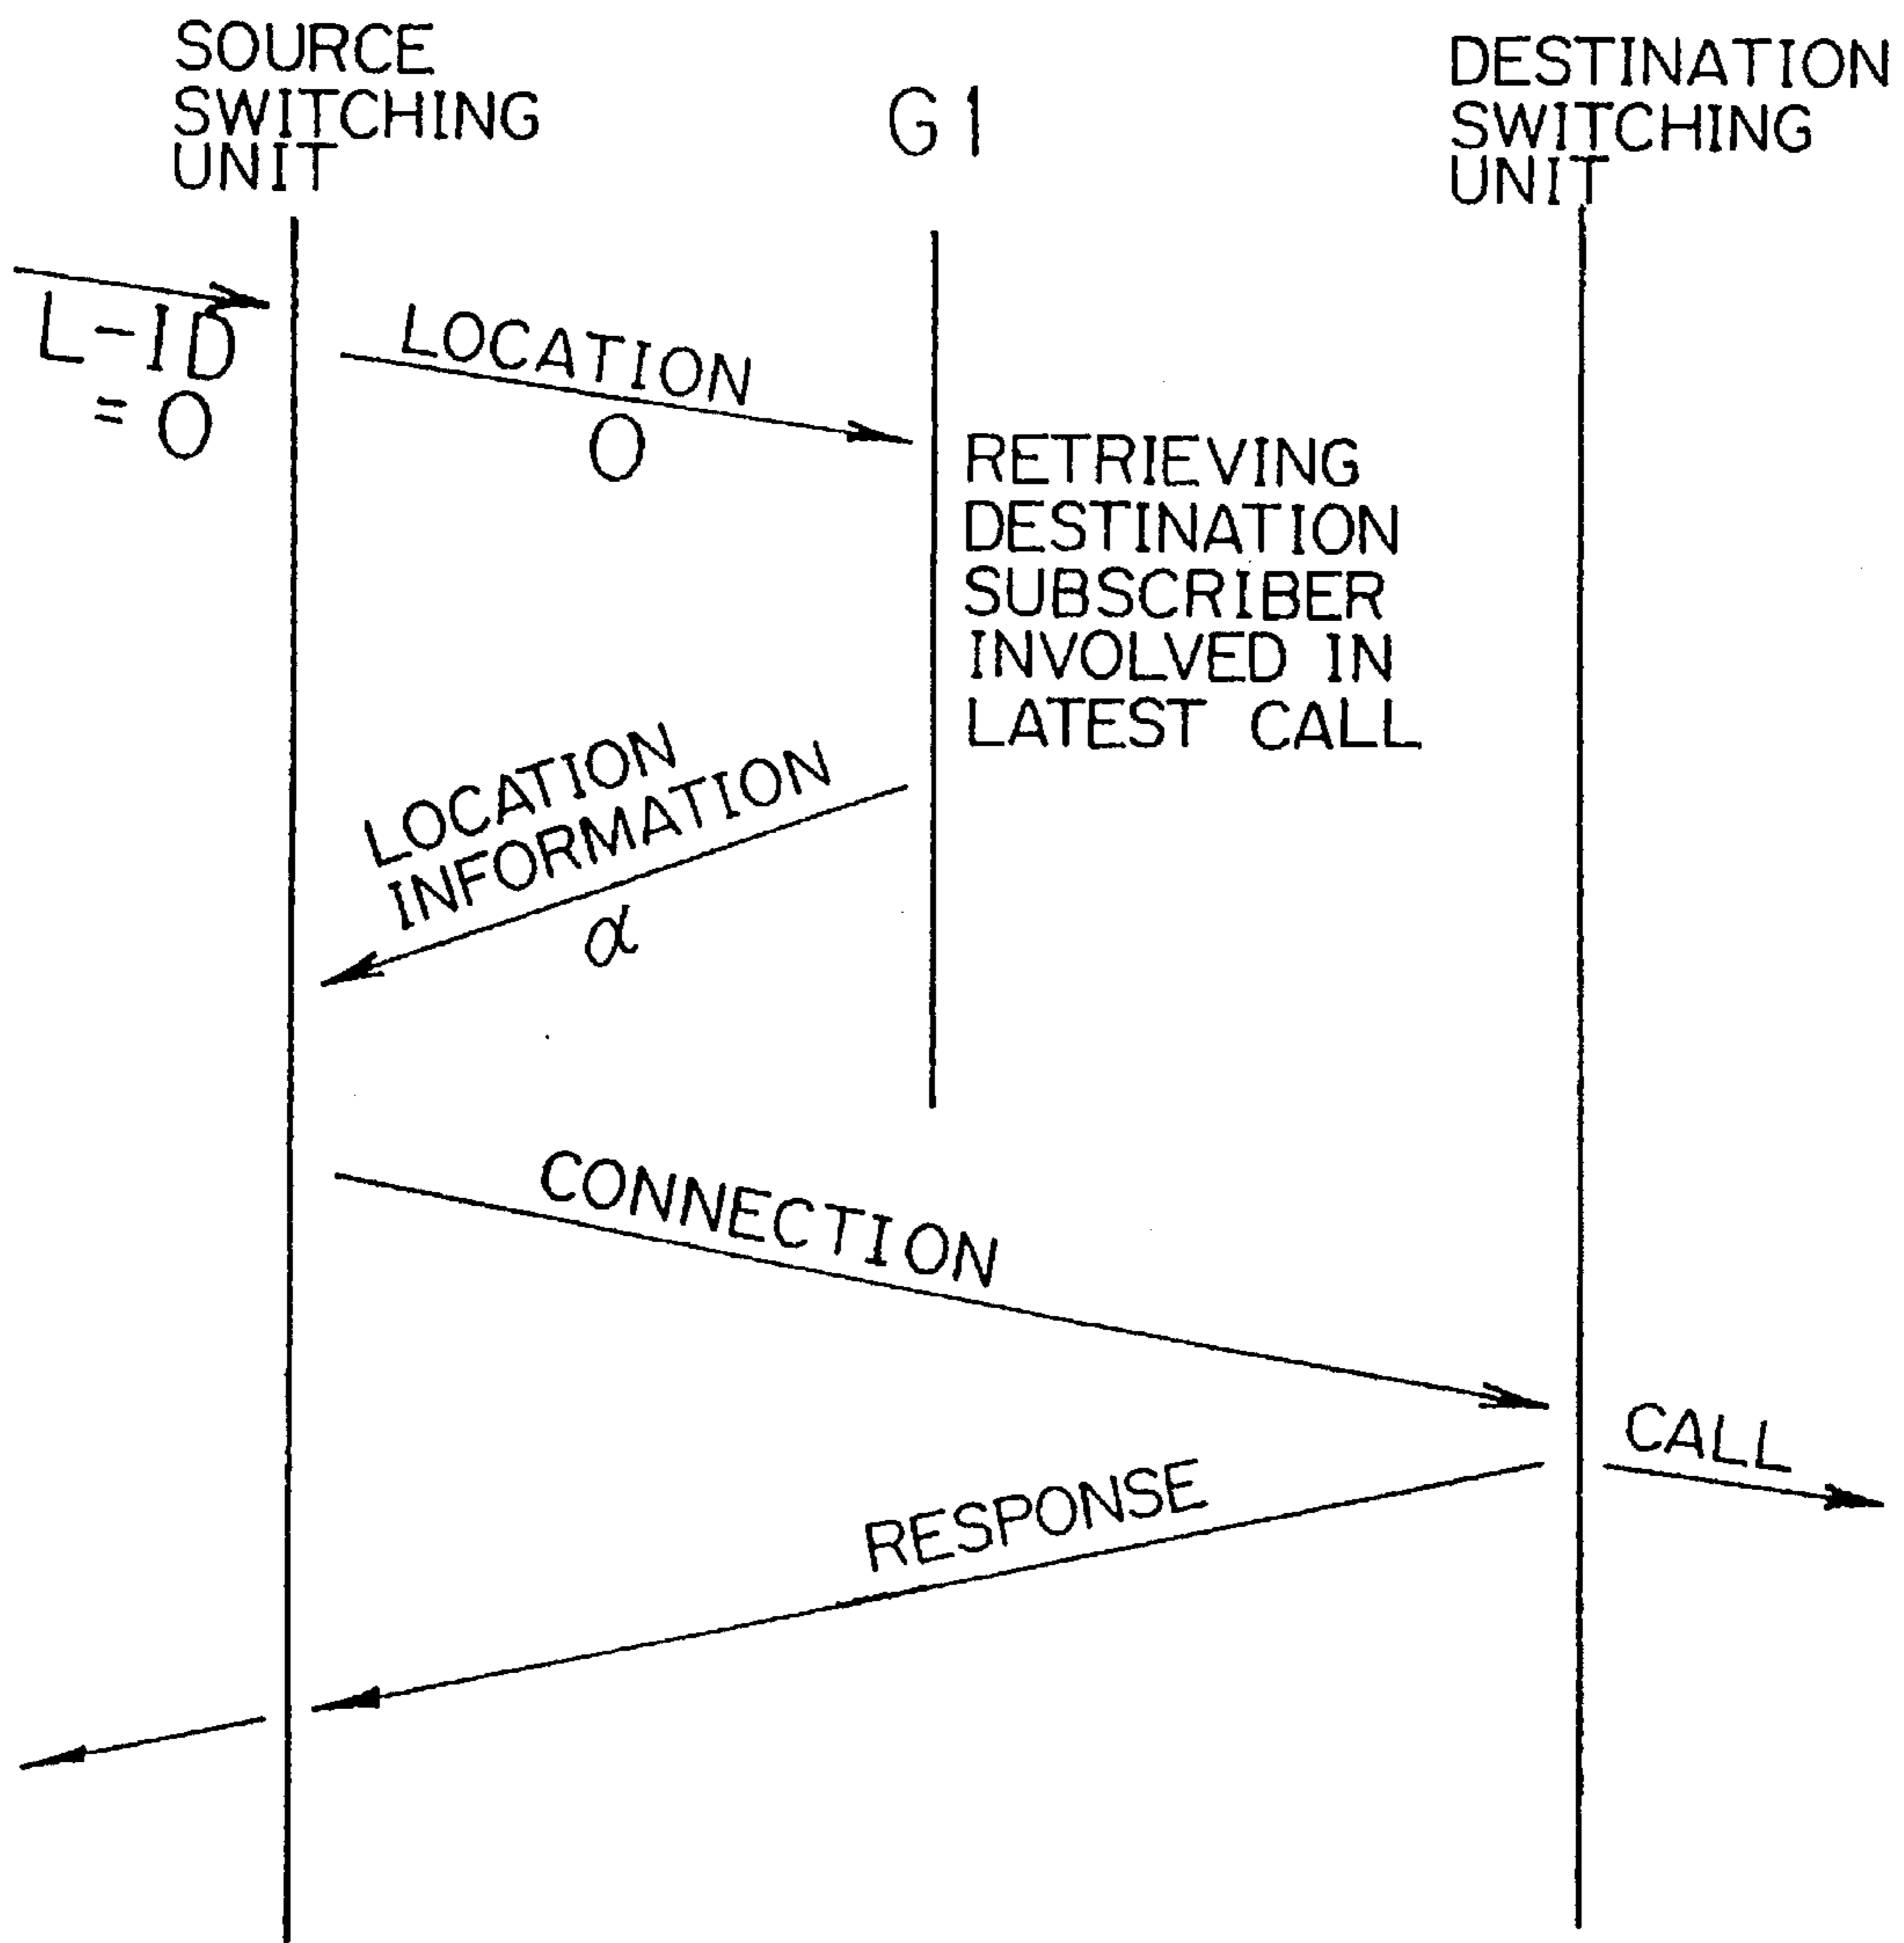 SOURCE
SWITCHING
UNIT
G1
DESTINATION
SWITCHING
UNIT
L-ID
=0
LOCATION
0
RETRIEVING
DESTINATION
SUBSCRIBER
INVOLVED IN
LATEST CALL
LOCATION
INFORMATION
α
CONNECTION
CALL
RESPONSE